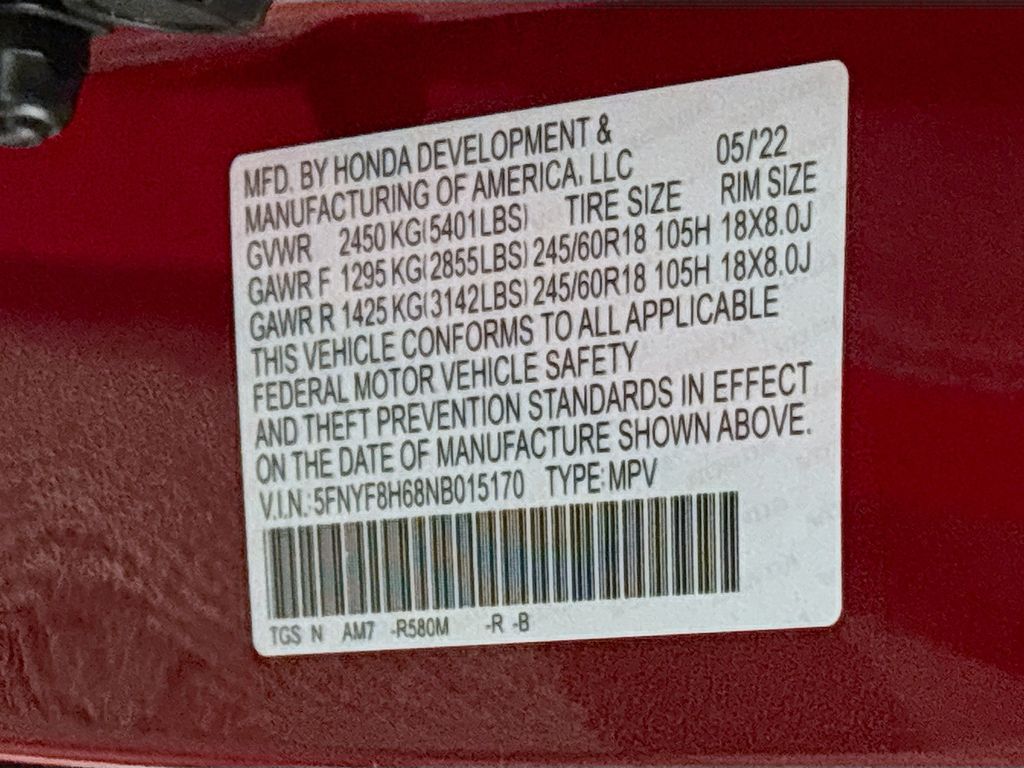 MFD. BY HONDA DEVELOPMENT &
MANUFACTURING OF AMERICA, LLC 05/'22
GVWR 2450 KG(5401LBS) TIRE SIZE RIM SIZE
GAWR F 1295 KG(2855LBS) 245/60R18 105H 18X8.0J
GAWR R 1425 KG(3142LBS) 245/60R18 105H 18X8.0J
THIS VEHICLE CONFORMS TO ALL APPLICABLE
FEDERAL MOTOR VEHICLE SAFETY
AND THEFT PREVENTION STANDARDS IN EFFECT
ON THE DATE OF MANUFACTURE SHOWN ABOVE.
V.I.N.:5FNYF8H68NB015170 TYPE:MPV
TGS N AM7 -R580M -R -B